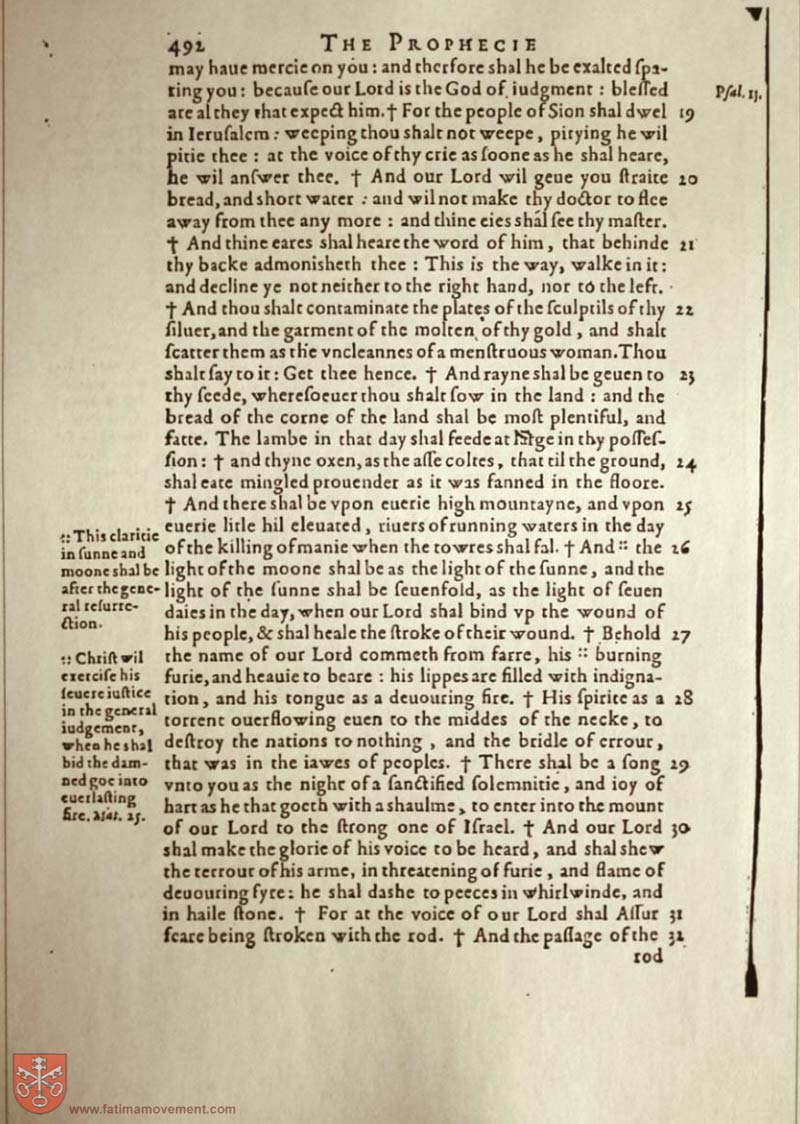 492 THE PROPHECIE
may haue mercie on you: and therfore shal he be exalted ſpa-
ring you: becauſe our Lord is the God of iudgment: bleſſed
are al they that expect him. † For the people of Sion shal dwel 19
in Ieruſalem: weeping thou shalt not weepe, pitying he wil
pitie thee: at the voice of thy crie as ſoone as he shal heare,
he wil anſwer thee. † And our Lord wil geue you ſtraite 20
bread, and short water: and wil not make thy doctor to flee
away from thee any more: and thine eies shal ſee thy maſter.
† And thine eares shal heare the word of him, that behinde 21
thy backe admonisheth thee: This is the way, walke in it:
and decline ye not neither to the right hand, nor to the left.
† And thou shalt contaminate the plates of the ſculptils of thy 22
ſiluer, and the garment of the molten of thy gold, and shalt
ſcatter them as the vncleannes of a menſtruous woman. Thou
shalt ſay to it: Get thee hence. † And rayne shal be geuen to 23
thy ſeede, whereſoeuer thou shalt ſow in the land: and the
bread of the corne of the land shal be moſt plentiful, and
fatte. The lambe in that day shal feede at large in thy poſſeſ-
ſion: † and thyne oxen, as the aſſe coltes, that til the ground, 24
shal eate mingled prouender as it was fanned in the floore.
† And there shal be vpon euerie high mountayne, and vpon 25
euerie litle hil eleuated, riuers of running waters in the day
of the killing of manie when the towres shal fal. † And :: the 26
light of the moone shal be as the light of the ſunne, and the
light of the ſunne shal be ſeuenfold, as the light of ſeuen
daies in the day, when our Lord shal bind vp the wound of
his people, & shal heale the ſtroke of their wound. † Behold 27
the name of our Lord commeth from farre, his :: burning
furie, and heauie to beare: his lippes are filled with indigna-
tion, and his tongue as a deuouring fire. † His ſpirite as a 28
torrent ouerflowing euen to the middes of the necke, to
deſtroy the nations to nothing, and the bridle of errour,
that was in the iawes of peoples. † There shal be a ſong 29
vnto you as the night of a ſanctified ſolemnitie, and ioy of
hart as he that goeth with a shaulme, to enter into the mount
of our Lord to the ſtrong one of Iſrael. † And our Lord 30
shal make the glorie of his voice to be heard, and shal shew
the terrour of his arme, in threatening of furie, and flame of
deuouring fyre: he shal dashe to peeces in whirlwinde, and
in haile ſtone. † For at the voice of our Lord shal Aſſur 31
feare being ſtroken with the rod. † And the paſſage of the 32
rod
Pſal. 33.
:: This claritie
in ſunne and
moone shal be
after the gene-
ral reſurre-
ction.
:: Chriſt wil
exerciſe his
ſeuere iuſtice
in the general
iudgement,
when he shal
bid the dam-
ned goe into
euerlaſting
fire. Mat. 25.
www.fatimamovement.com